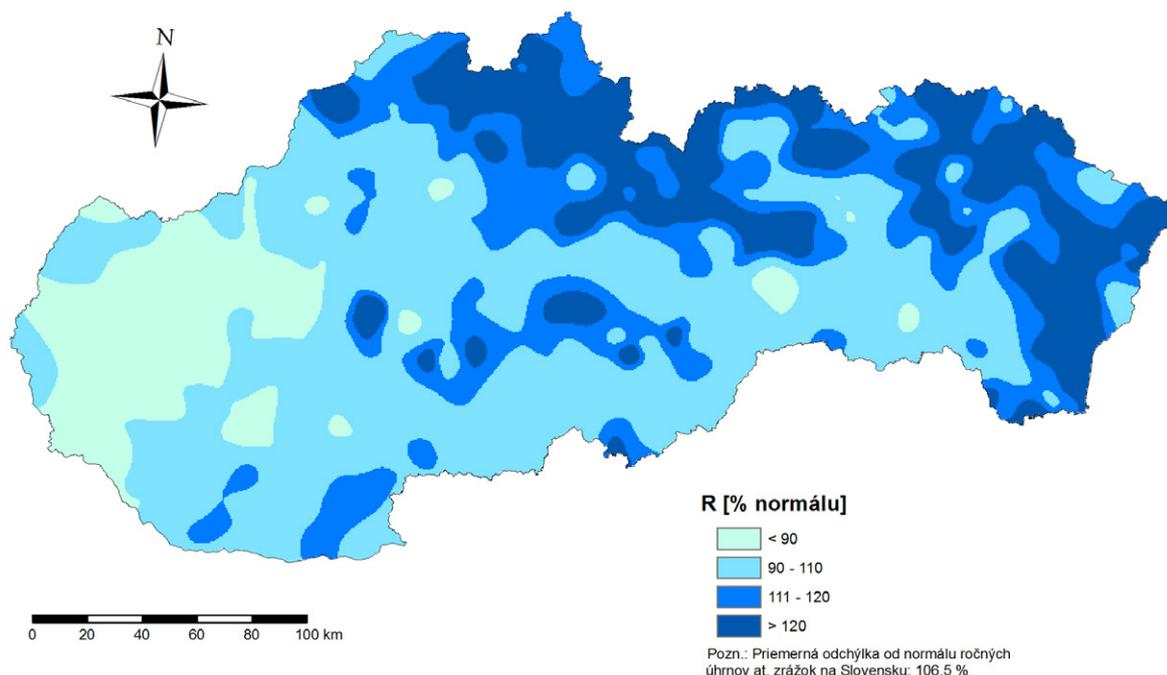 N
R [% normálu]
< 90
90 - 110
111 - 120
> 120
0 20 40 60 80 100 km
Pozn.: Priemerná odchýlka od normálu ročných
úhrnov at. zrážok na Slovensku: 106,5 %